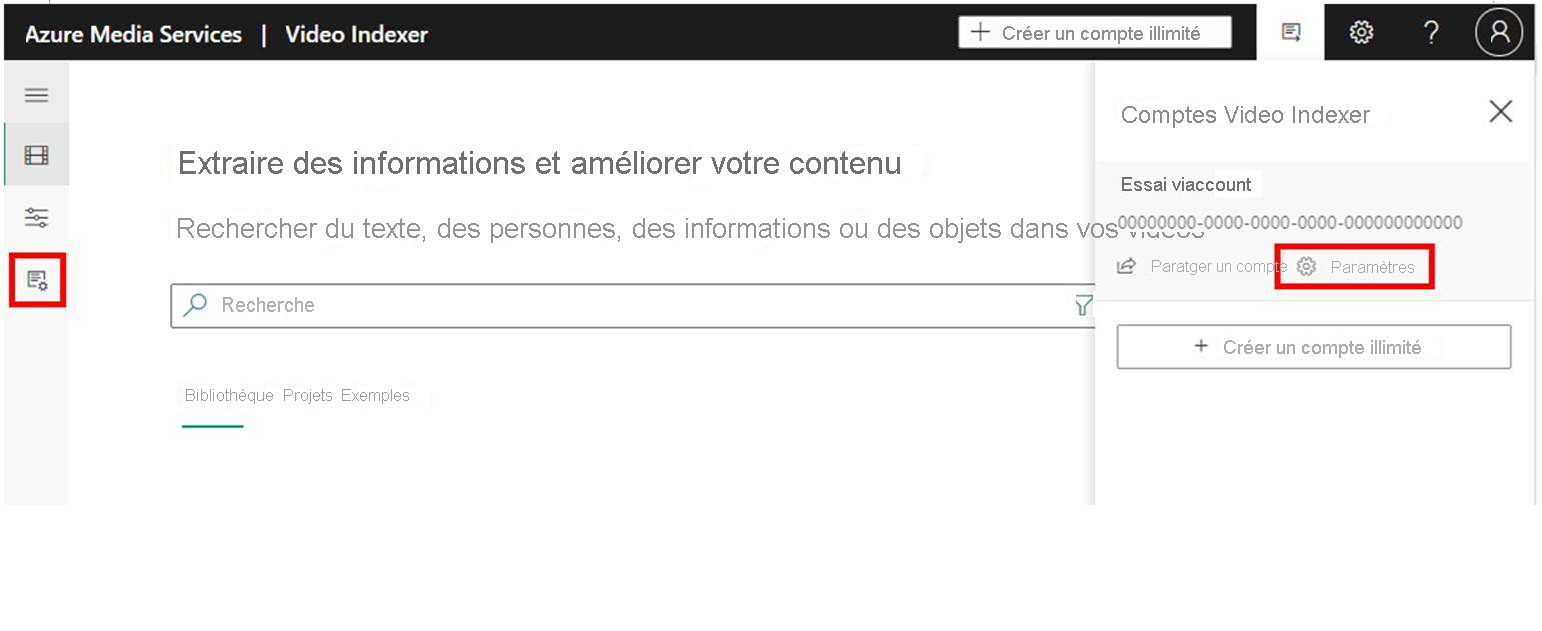 Azure Media Services | Video Indexer
+ Créer un compte illimité
?
Comptes Video Indexer
Extraire des informations et améliorer votre contenu
Essai viaccount
Rechercher du texte, des personnes, des informations ou des objets dans vos vidéos
00000000-0000-0000-0000-000000000000
Paratger un compte Paramètres
Recherche
+ Créer un compte illimité
Bibliothèque Projets Exemples